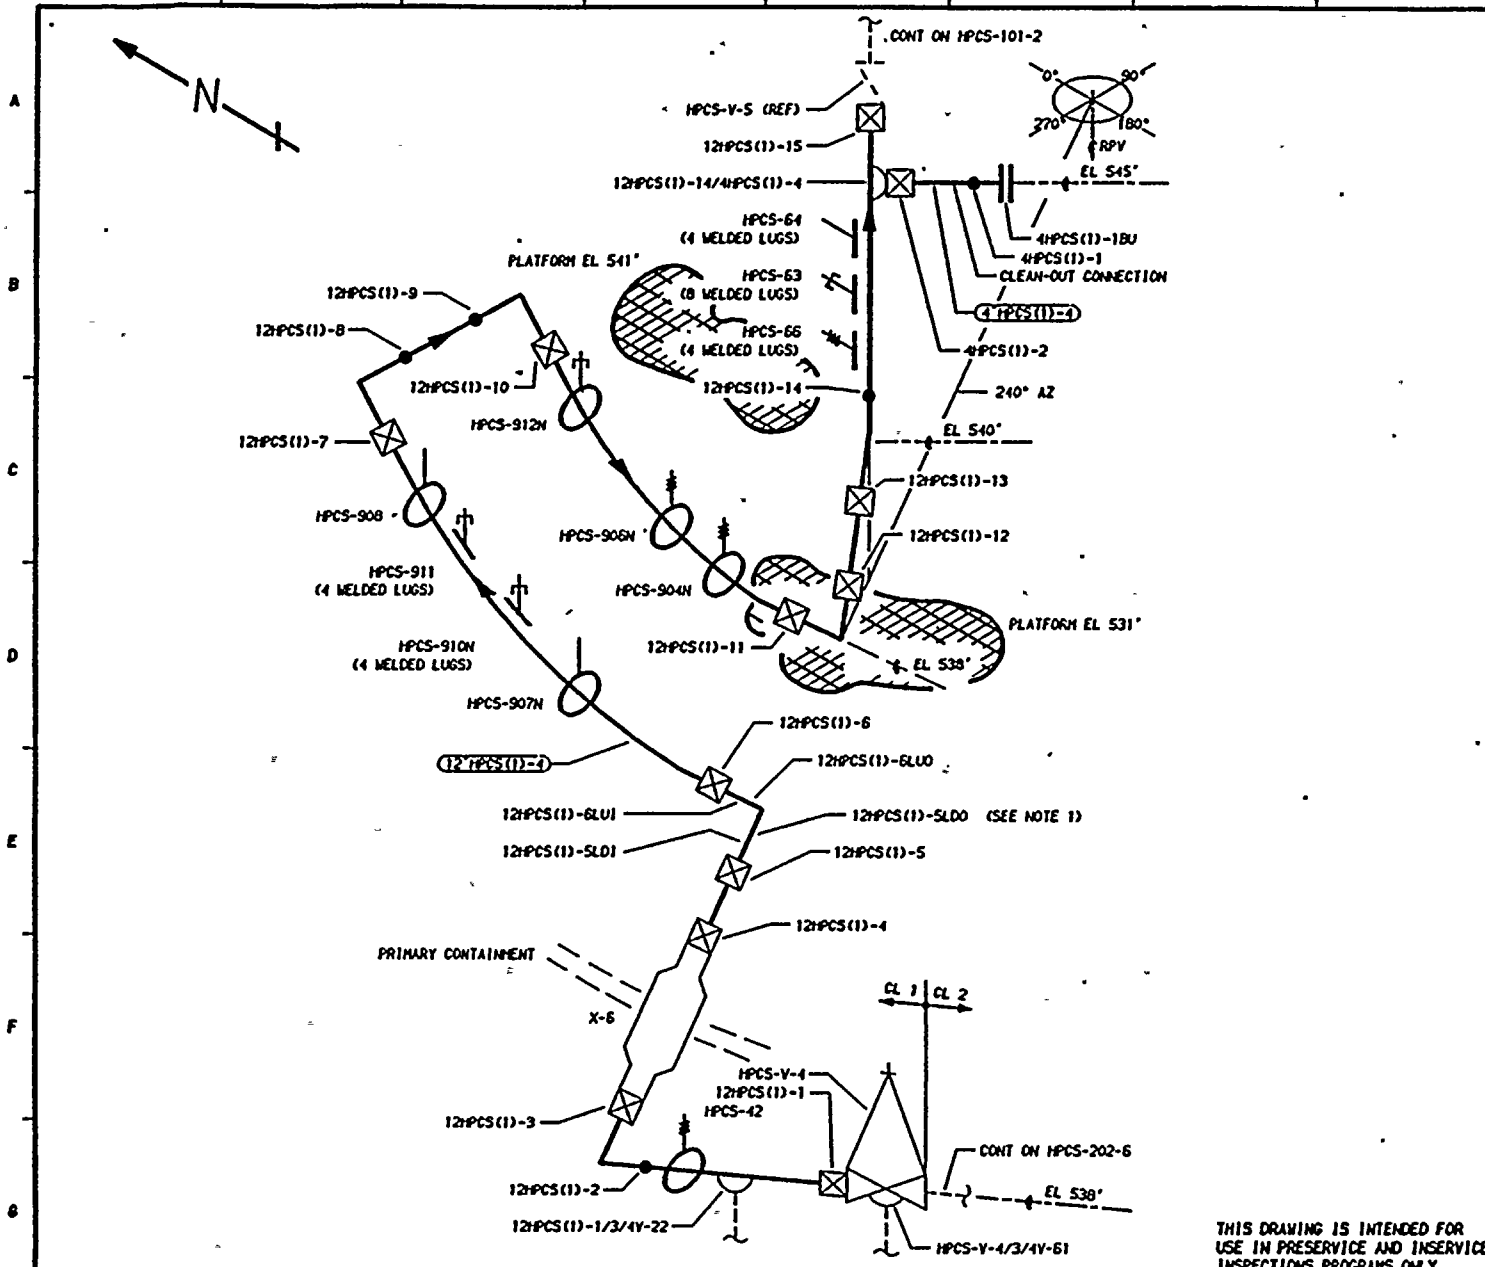 CONT ON HPCS-101-2
A
N
0°
90°
270°
180°
RPV
HPCS-V-5 (REF)
12HPCS(1)-15
12HPCS(1)-14/4HPCS(1)-4
EL 545'
HPCS-64
(4 WELDED LUGS)
4HPCS(1)-1BU
4HPCS(1)-1
CLEAN-OUT CONNECTION
PLATFORM EL 541'
B
HPCS-63
(8 WELDED LUGS)
4"HPCS(1)-4
12HPCS(1)-9
12HPCS(1)-8
HPCS-66
(4 WELDED LUGS)
4HPCS(1)-2
12HPCS(1)-10
12HPCS(1)-14
240° AZ
HPCS-912N
12HPCS(1)-7
EL 540'
C
12HPCS(1)-13
HPCS-908
HPCS-906N
12HPCS(1)-12
HPCS-911
(4 WELDED LUGS)
HPCS-904N
PLATFORM EL 531'
HPCS-910N
(4 WELDED LUGS)
12HPCS(1)-11
D
EL 538'
HPCS-907N
12HPCS(1)-6
12"HPCS(1)-4
12HPCS(1)-6LUO
12HPCS(1)-6LUI
12HPCS(1)-5LDO (SEE NOTE 1)
E
12HPCS(1)-5LDI
12HPCS(1)-5
12HPCS(1)-4
PRIMARY CONTAINMENT
CL 1
CL 2
X-6
F
HPCS-V-4
12HPCS(1)-1
HPCS-42
12HPCS(1)-3
CONT ON HPCS-202-6
12HPCS(1)-2
EL 538'
G
12HPCS(1)-1/3/4V-22
HPCS-V-4/3/4V-61
THIS DRAWING IS INTENDED FOR
USE IN PRESERVICE AND INSERVICE
INSPECTIONS PROGRAMS ONLY